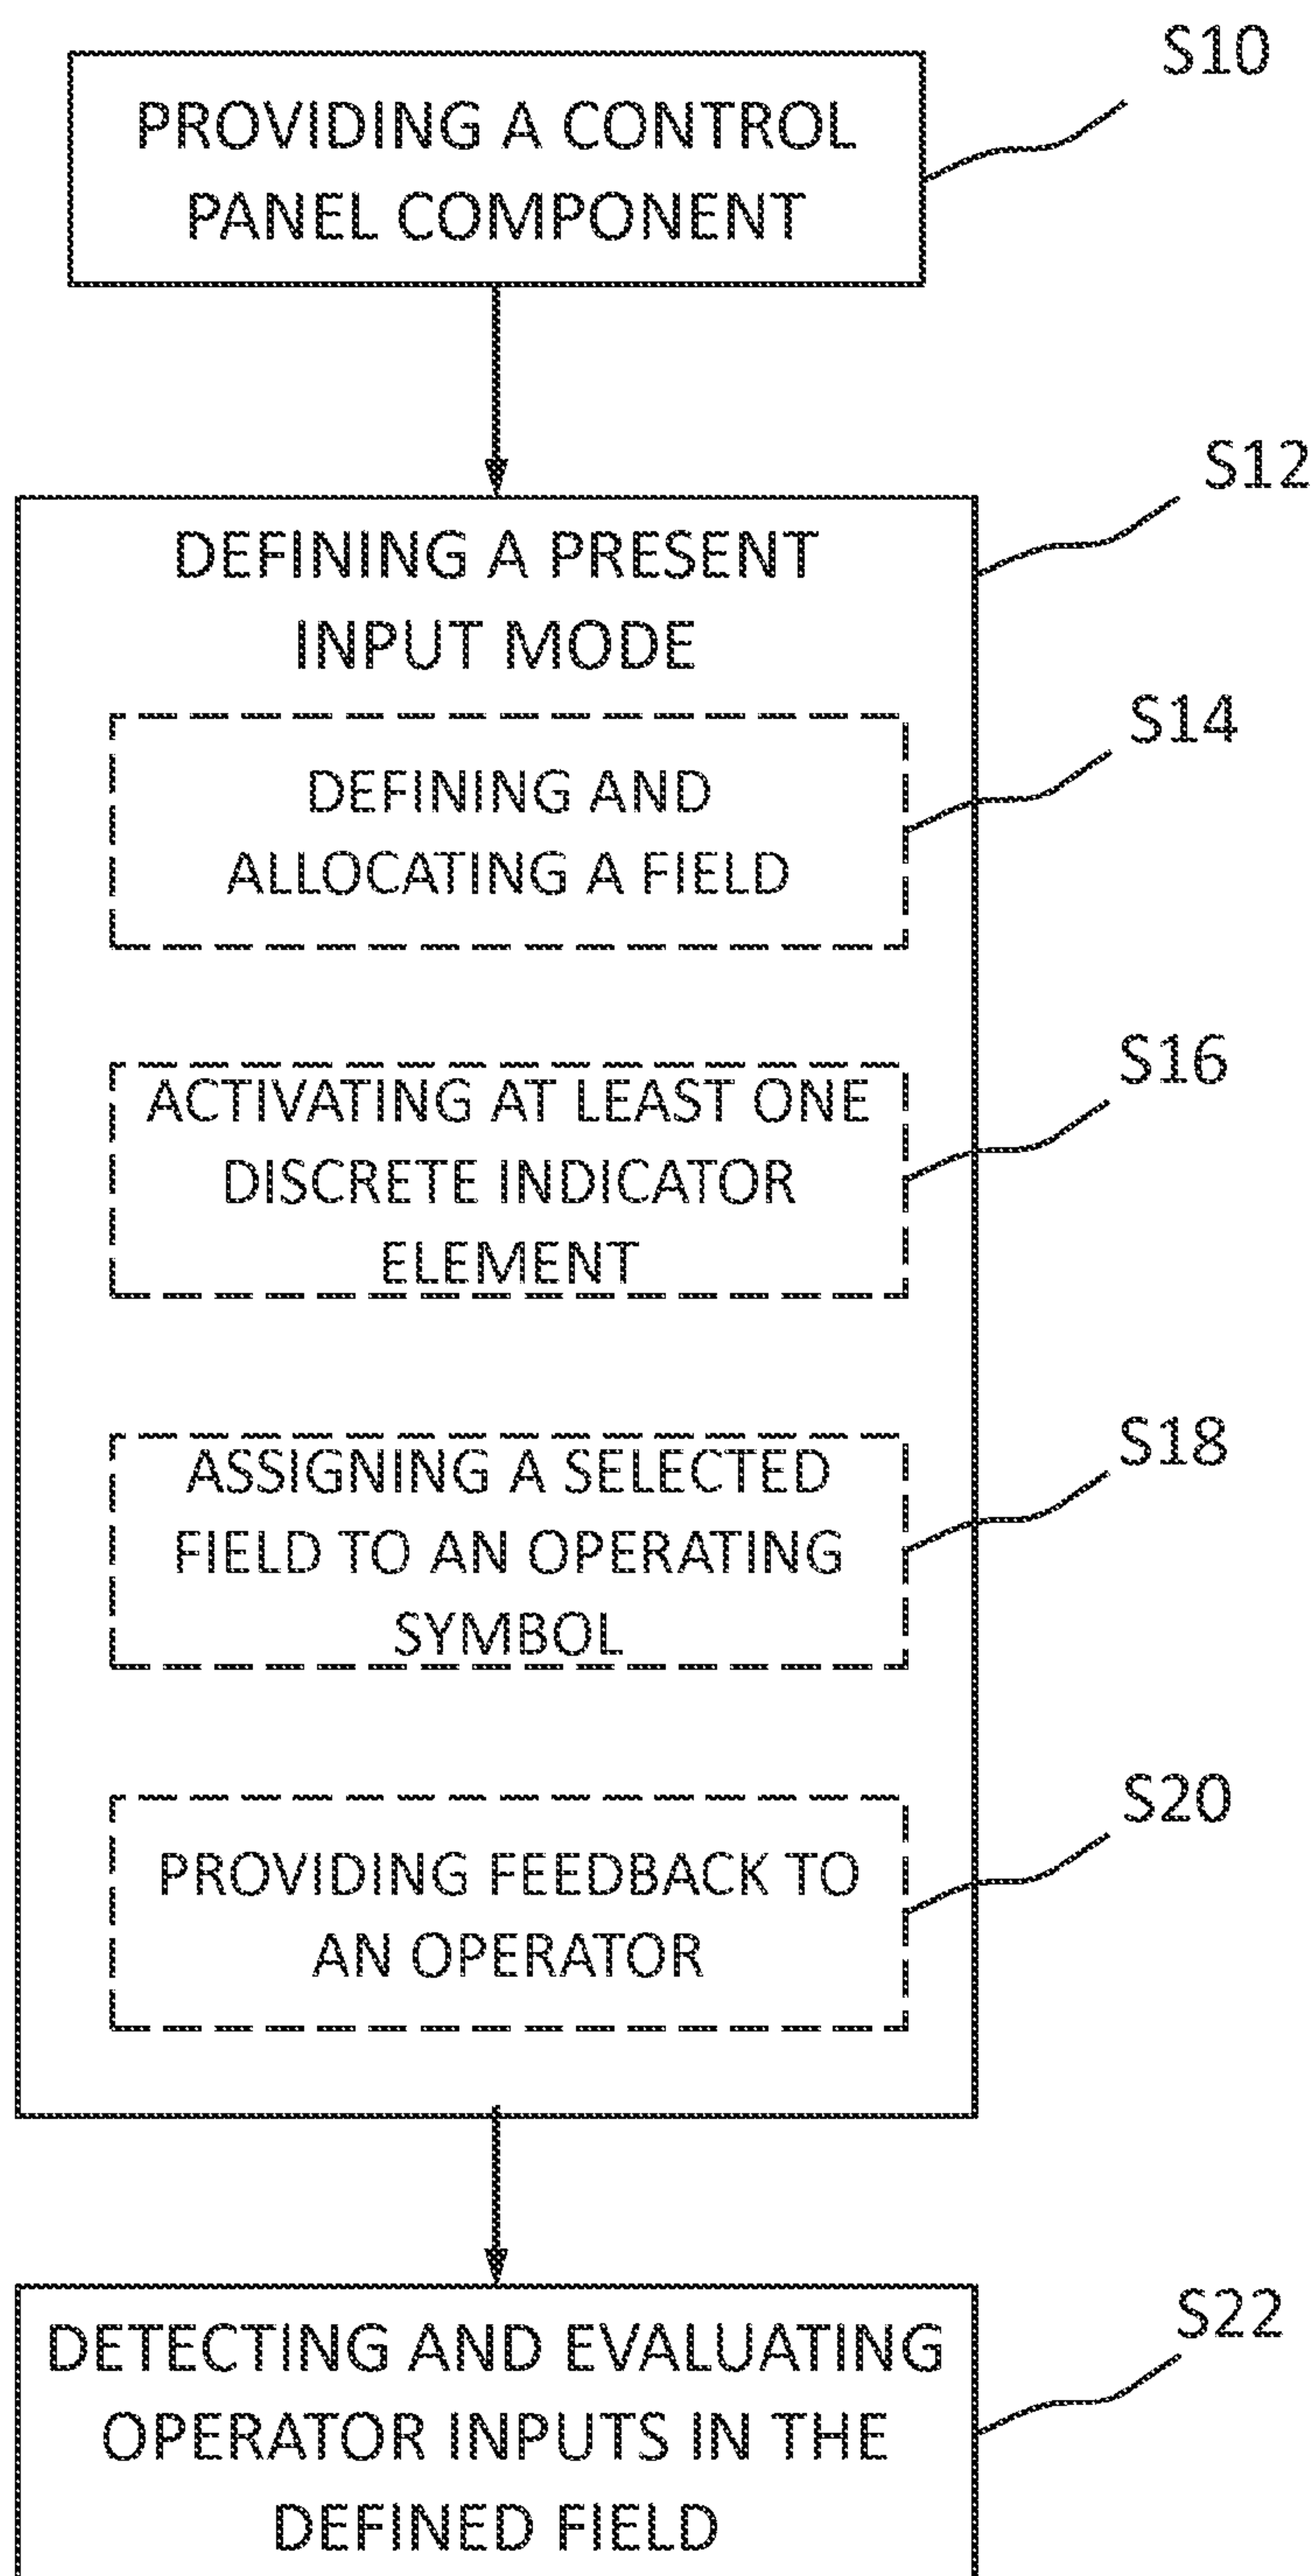 S10
PROVIDING A CONTROL
PANEL COMPONENT
S12
DEFINING A PRESENT
INPUT MODE
S14
DEFINING AND
ALLOCATING A FIELD
S16
ACTIVATING AT LEAST ONE
DISCRETE INDICATOR
ELEMENT
S18
ASSIGNING A SELECTED
FIELD TO AN OPERATING
SYMBOL
S20
PROVIDING FEEDBACK TO
AN OPERATOR
S22
DETECTING AND EVALUATING
OPERATOR INPUTS IN THE
DEFINED FIELD